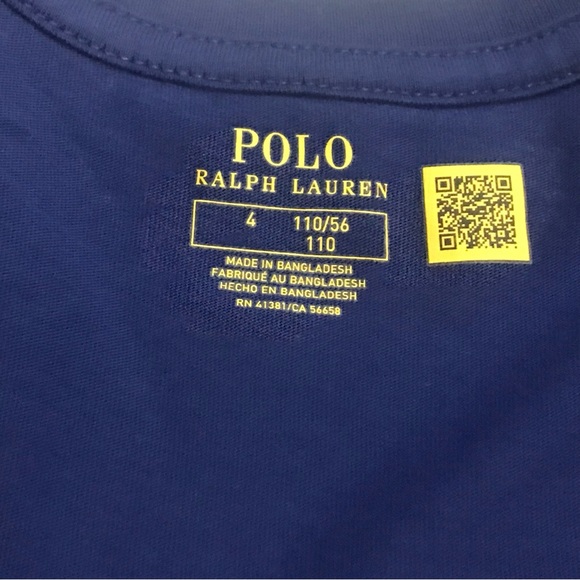 POLO
RALPH LAUREN
4 110/56
110
MADE IN BANGLADESH
FABRIQUÉ AU BANGLADESH
HECHO EN BANGLADESH
RN 41381/CA 56658